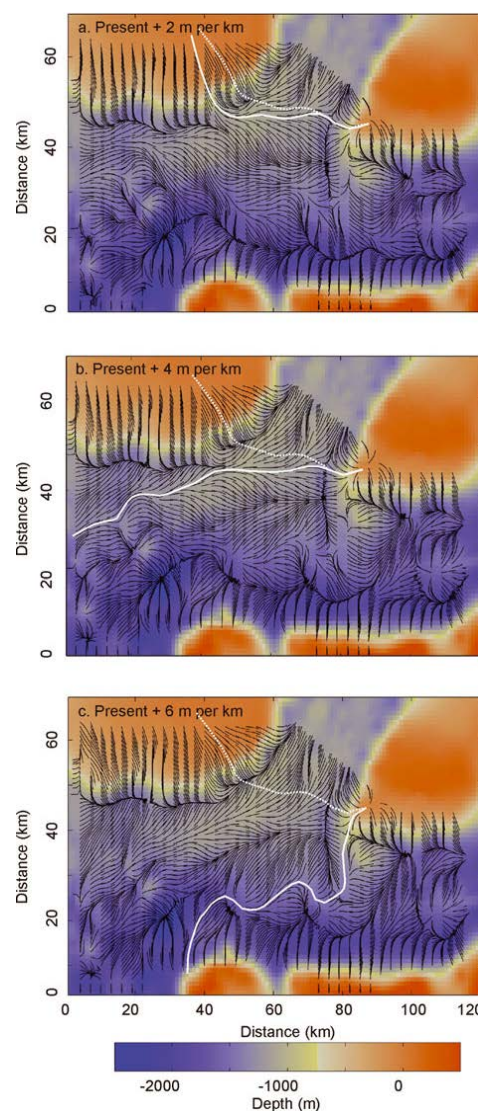 a. Present + 2 m per km
60
40
20
0
Distance (km)
b. Present + 4 m per km
60
40
20
0
Distance (km)
c. Present + 6 m per km
60
40
20
0
Distance (km)
0 20 40 60 80 100 120
Distance (km)
-2000 -1000 0
Depth (m)